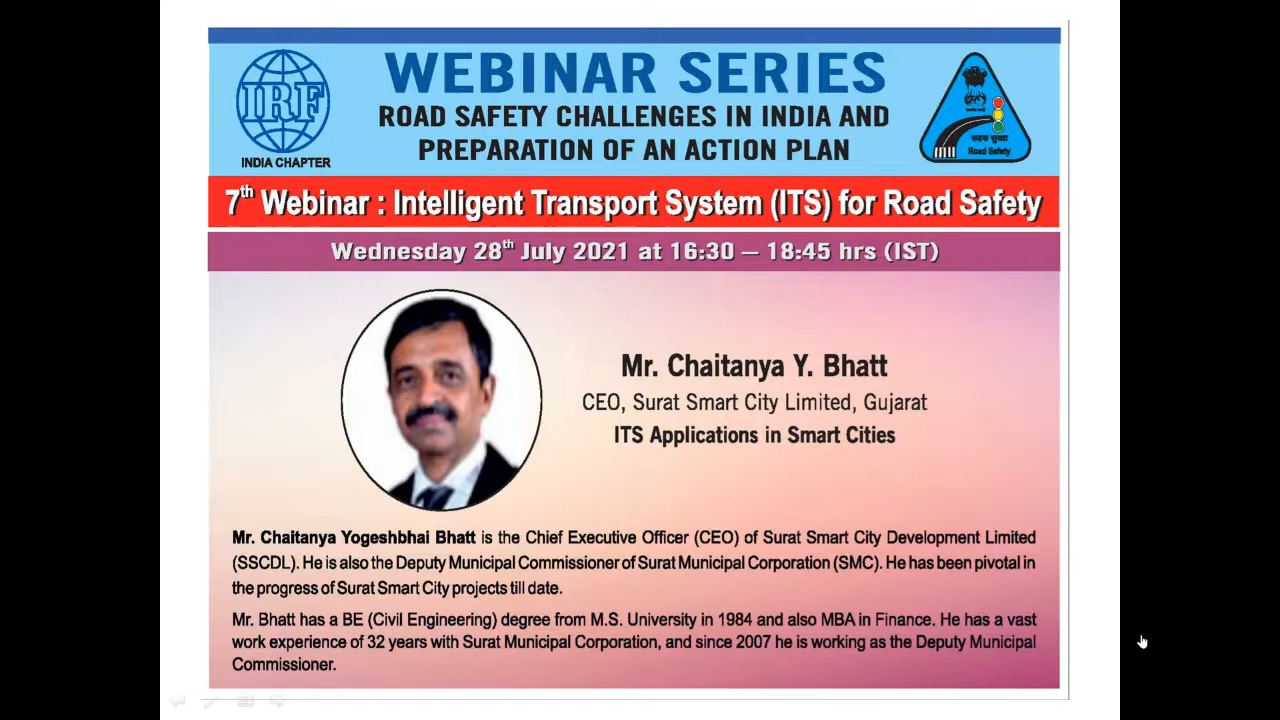 IRF
INDIA CHAPTER
WEBINAR SERIES
ROAD SAFETY CHALLENGES IN INDIA AND
PREPARATION OF AN ACTION PLAN
सड़क सुरक्षा
Road Safety
7th Webinar : Intelligent Transport System (ITS) for Road Safety
Wednesday 28th July 2021 at 16:30 – 18:45 hrs (IST)
Mr. Chaitanya Y. Bhatt
CEO, Surat Smart City Limited, Gujarat
ITS Applications in Smart Cities
Mr. Chaitanya Yogeshbhai Bhatt is the Chief Executive Officer (CEO) of Surat Smart City Development Limited
(SSCDL). He is also the Deputy Municipal Commissioner of Surat Municipal Corporation (SMC). He has been pivotal in
the progress of Surat Smart City projects till date.
Mr. Bhatt has a BE (Civil Engineering) degree from M.S. University in 1984 and also MBA in Finance. He has a vast
work experience of 32 years with Surat Municipal Corporation, and since 2007 he is working as the Deputy Municipal
Commissioner.